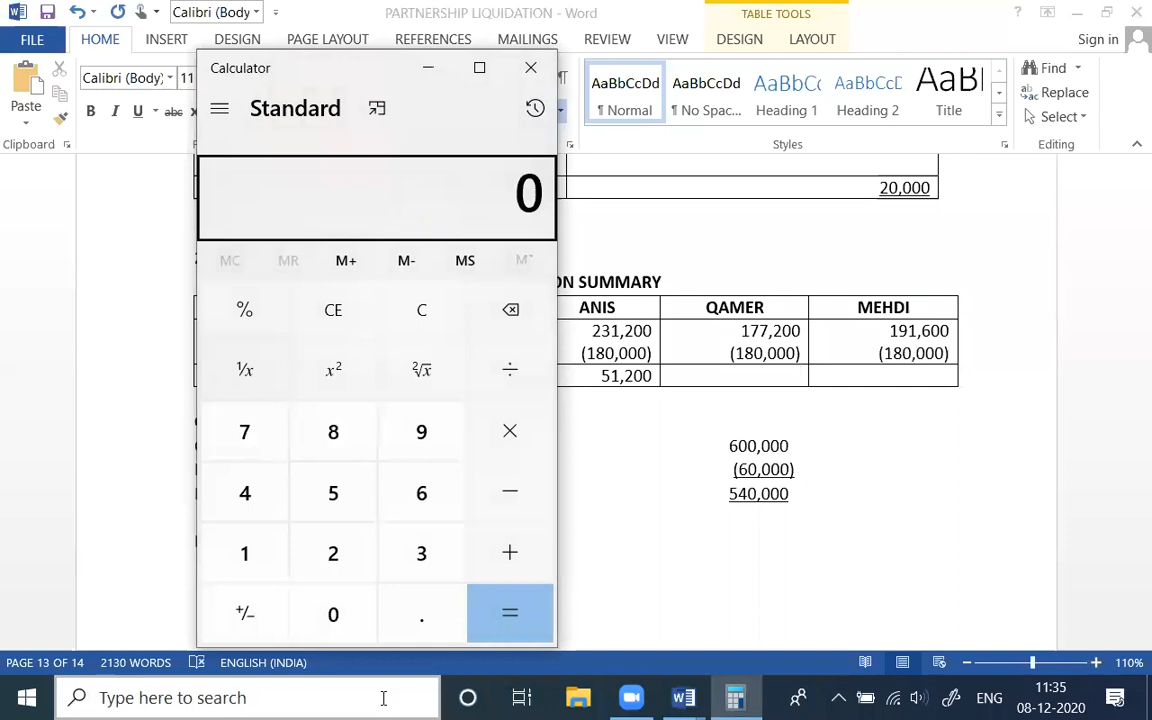 Calibri (Body
PARTNERSHIP LIQUIDATION - Word
TABLE TOOLS
?
FILE
HOME
INSERT
DESIGN
PAGE LAYOUT
REFERENCES
MAILINGS
REVIEW
VIEW
DESIGN
LAYOUT
Sign in
Paste
Clipboard
Calibri (Body)
11
B I U abc
Calculator
Standard
0
MC MR M+ M- MS
% CE C
¹/x x² ²√x ÷
7 8 9 ×
4 5 6 −
1 2 3 +
+/− 0 . =
AaBbCcDd
¶ Normal
AaBbCcDd
¶ No Spac...
AaBbCc
Heading 1
AaBbCcD
Heading 2
AaBI
Title
Styles
Find
Replace
Select
Editing
20,000
ON SUMMARY
ANIS QAMER MEHDI
231,200 177,200 191,600
(180,000) (180,000) (180,000)
51,200
600,000
(60,000)
540,000
PAGE 13 OF 14
2130 WORDS
ENGLISH (INDIA)
110%
Type here to search
ENG
11:35
08-12-2020